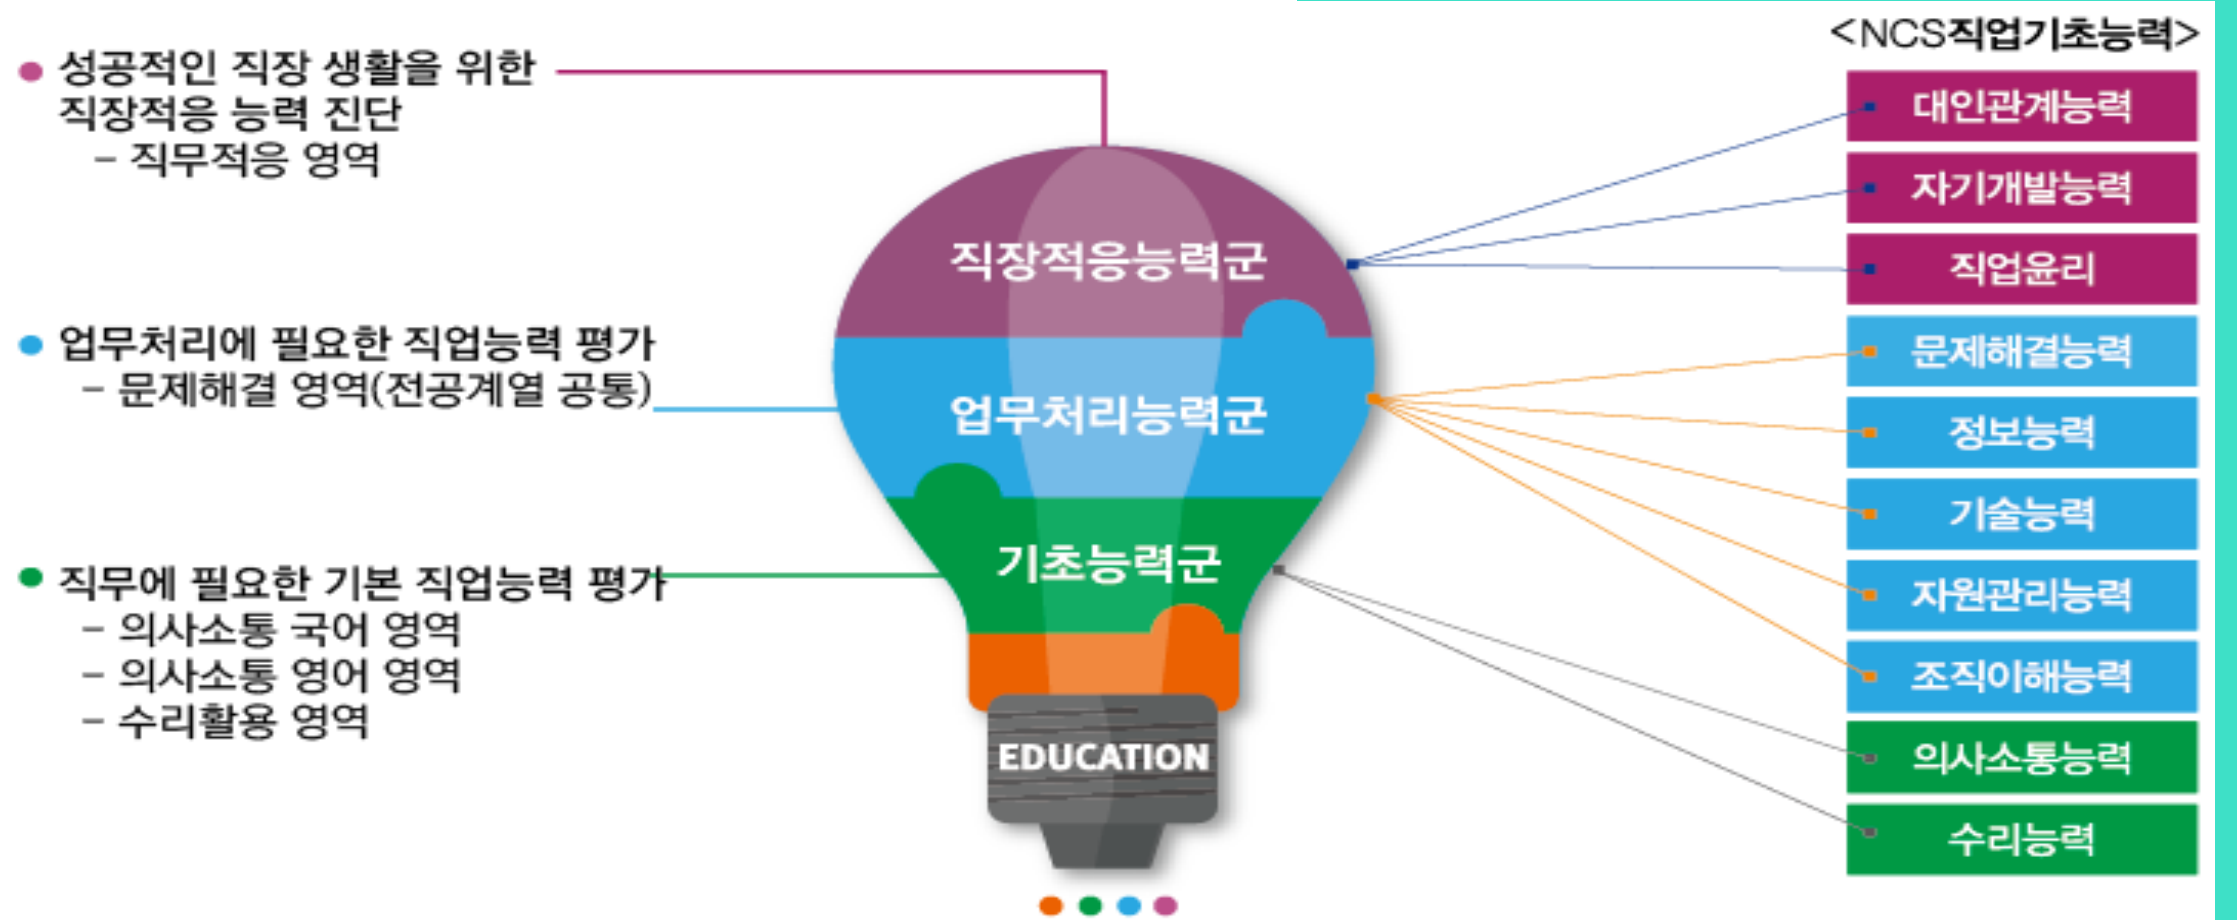 성공적인 직장 생활을 위한
직장적응 능력 진단
- 직무적응 영역
업무처리에 필요한 직업능력 평가
- 문제해결 영역(전공계열 공통)
직무에 필요한 기본 직업능력 평가
- 의사소통 국어 영역
- 의사소통 영어 영역
- 수리활용 영역
직장적응능력군
업무처리능력군
기초능력군
EDUCATION
<NCS직업기초능력>
대인관계능력
자기개발능력
직업윤리
문제해결능력
정보능력
기술능력
자원관리능력
조직이해능력
의사소통능력
수리능력